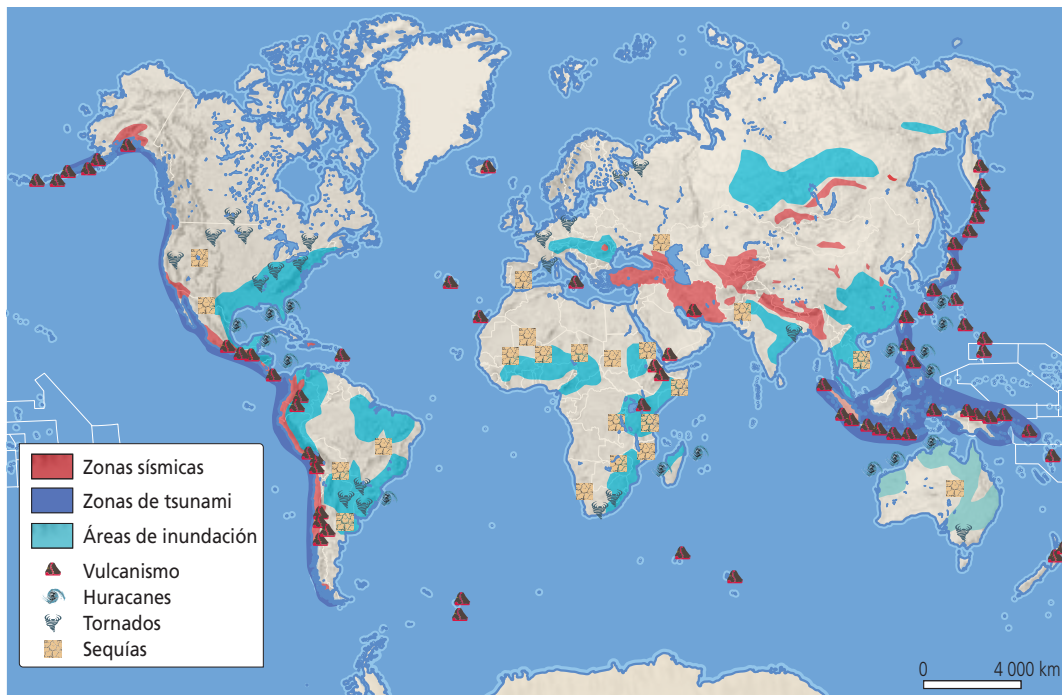 Zonas sísmicas
Zonas de tsunami
Áreas de inundación
Vulcanismo
Huracanes
Tornados
Sequías
0 4 000 km